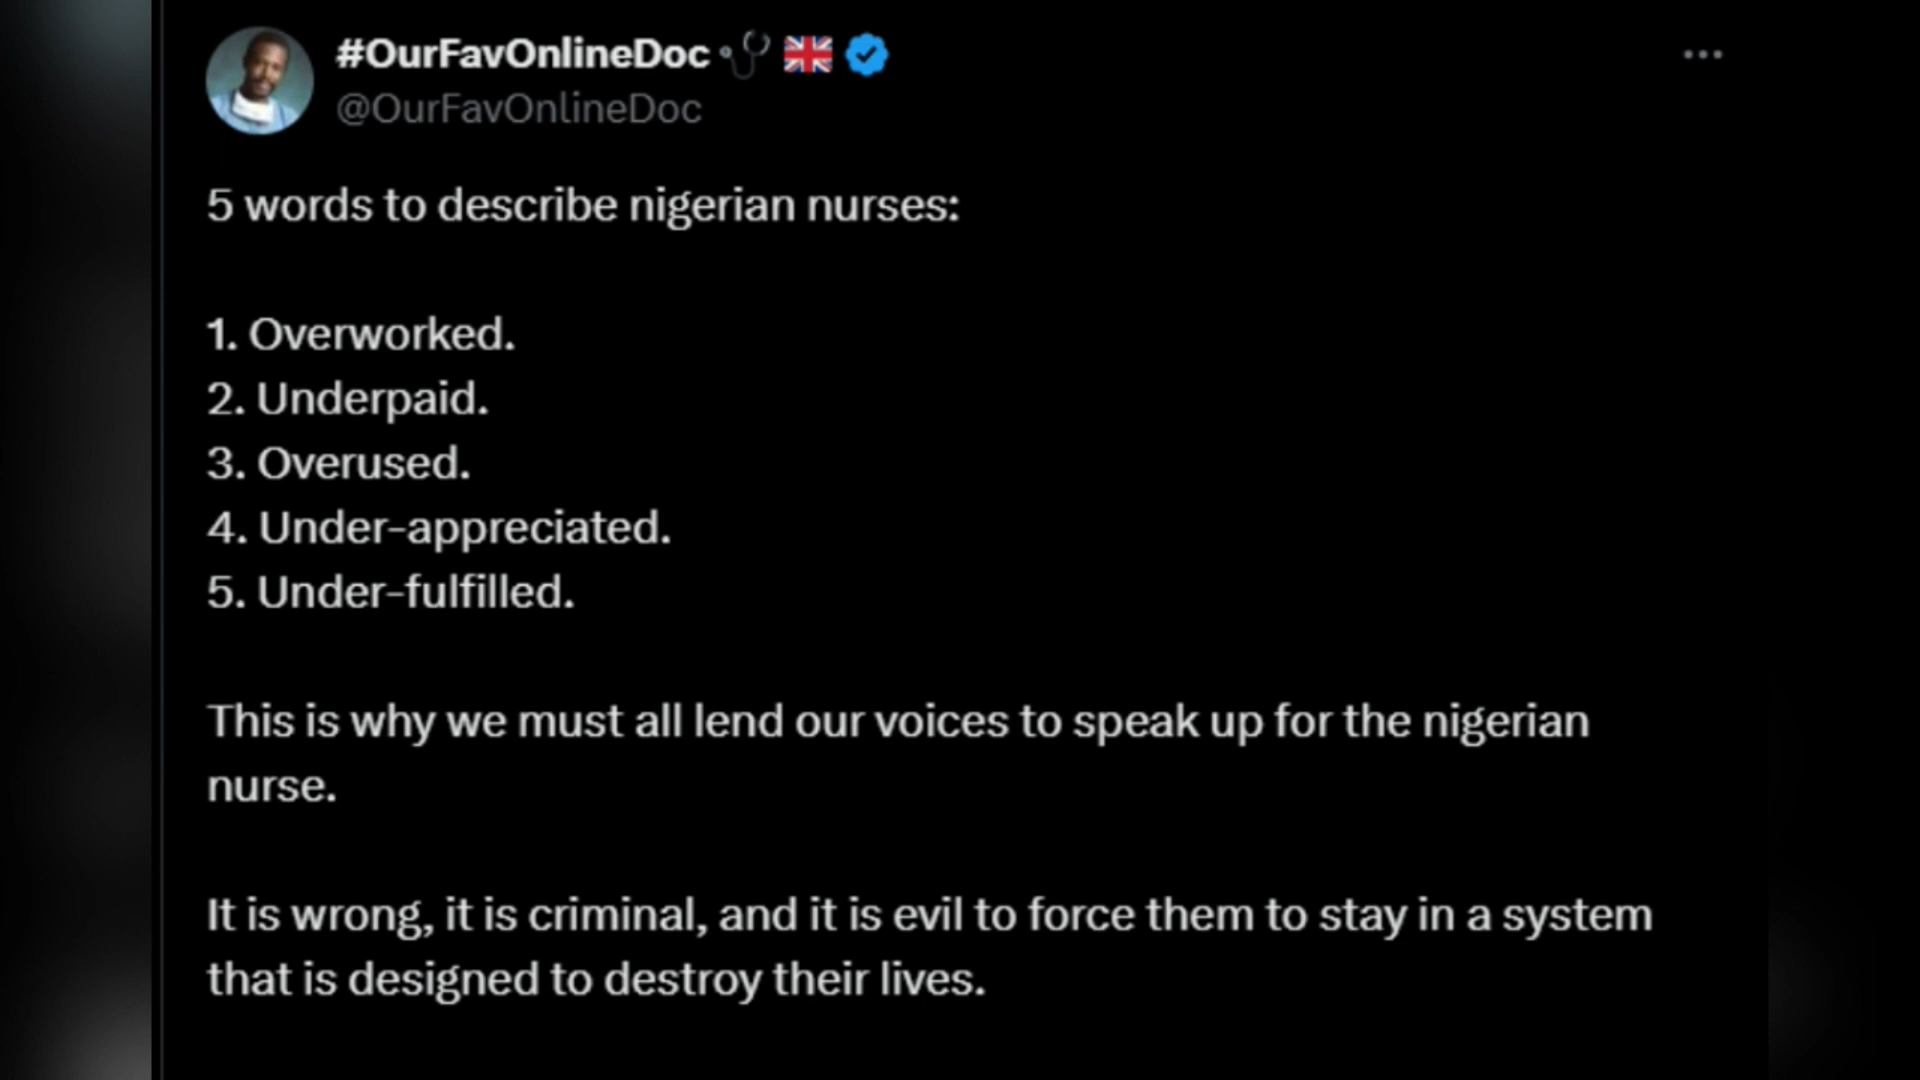 #OurFavOnlineDoc 🩺 🇬🇧
@OurFavOnlineDoc
5 words to describe nigerian nurses:
1. Overworked.
2. Underpaid.
3. Overused.
4. Under-appreciated.
5. Under-fulfilled.
This is why we must all lend our voices to speak up for the nigerian
nurse.
It is wrong, it is criminal, and it is evil to force them to stay in a system
that is designed to destroy their lives.